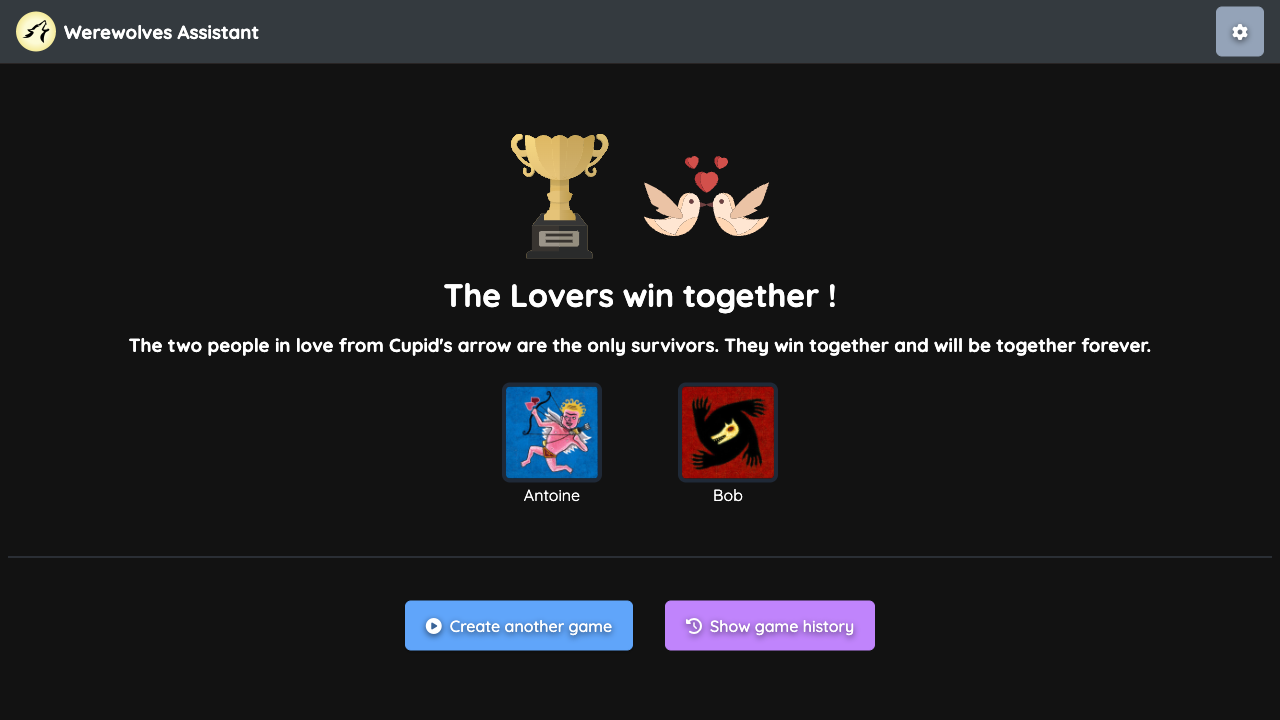 Werewolves Assistant
The Lovers win together !
The two people in love from Cupid's arrow are the only survivors. They win together and will be together forever.
Antoine
Bob
Create another game
Show game history